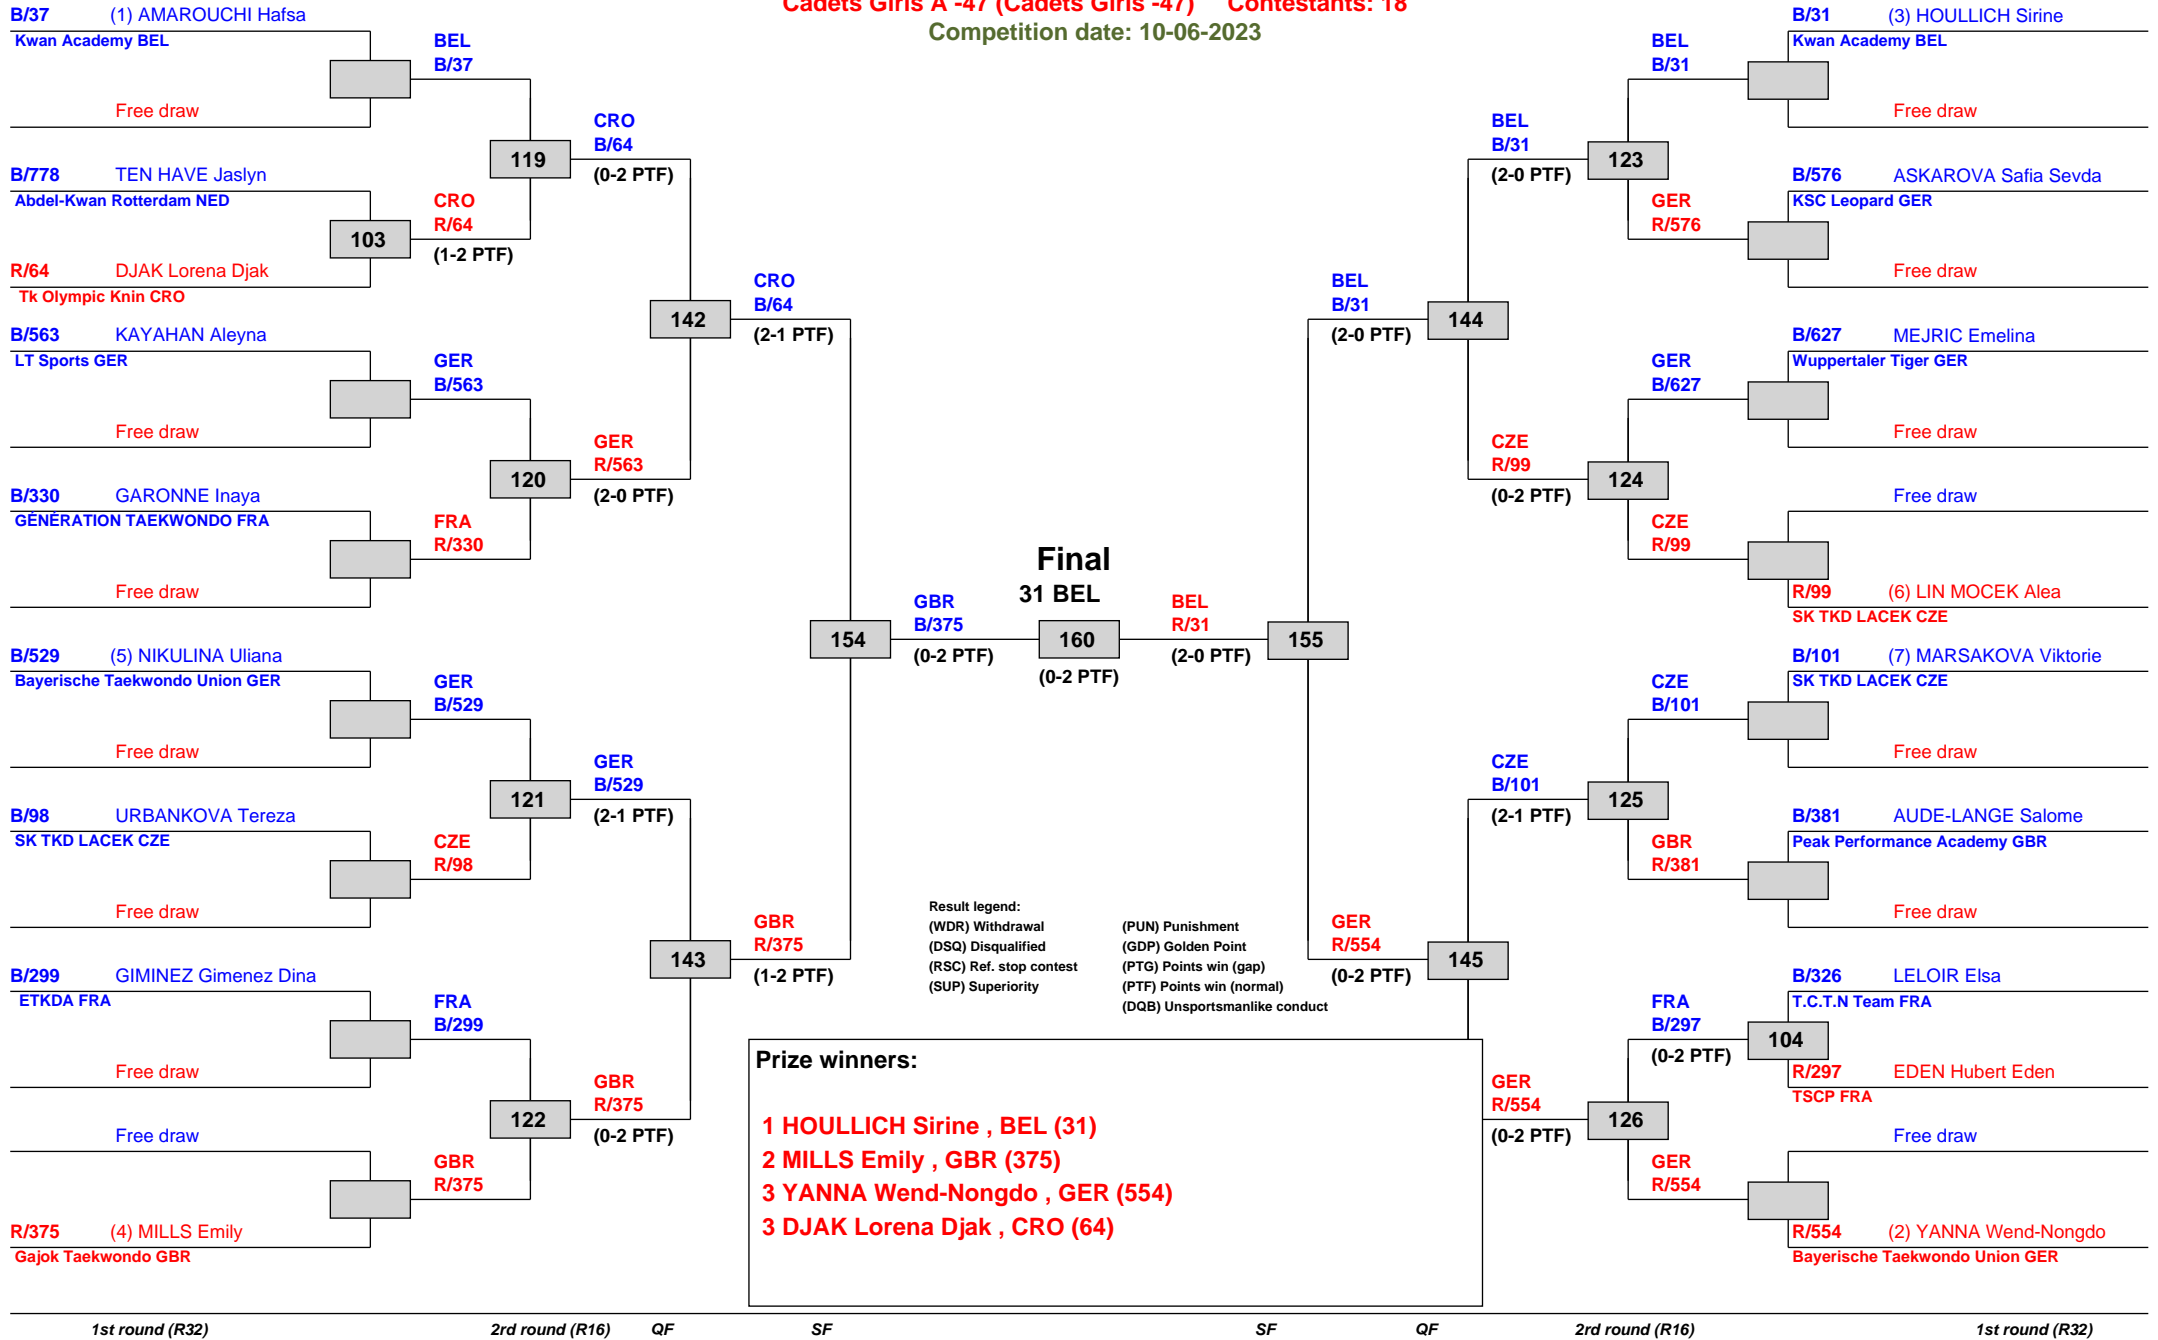 Cadets Girls A -47 (Cadets Girls -47) Contestants: 18
Competition date: 10-06-2023
B/37 (1) AMAROUCHI Hafsa
Kwan Academy BEL
Free draw
B/778 TEN HAVE Jaslyn
Abdel-Kwan Rotterdam NED
103
R/64 DJAK Lorena Djak
Tk Olympic Knin CRO
B/563 KAYAHAN Aleyna
LT Sports GER
Free draw
B/330 GARONNE Inaya
GÉNÉRATION TAEKWONDO FRA
Free draw
B/529 (5) NIKULINA Uliana
Bayerische Taekwondo Union GER
Free draw
B/98 URBANKOVA Tereza
SK TKD LACEK CZE
Free draw
B/299 GIMINEZ Gimenez Dina
ETKDA FRA
Free draw
Free draw
R/375 (4) MILLS Emily
Gajok Taekwondo GBR
BEL
B/37
119
CRO
R/64
(1-2 PTF)
GER
B/563
120
FRA
R/330
GER
B/529
121
CZE
R/98
FRA
B/299
122
GBR
R/375
CRO
B/64
(0-2 PTF)
142
GER
R/563
(2-0 PTF)
GER
B/529
(2-1 PTF)
143
GBR
R/375
(0-2 PTF)
CRO
B/64
(2-1 PTF)
154
GBR
R/375
(1-2 PTF)
GBR
B/375
(0-2 PTF)
Final
31 BEL
160
(0-2 PTF)
BEL
R/31
(2-0 PTF)
155
BEL
B/31
(2-0 PTF)
144
GER
R/554
(0-2 PTF)
145
BEL
B/31
(2-0 PTF)
123
CZE
R/99
(0-2 PTF)
124
CZE
B/101
(2-1 PTF)
125
GER
R/554
(0-2 PTF)
126
BEL
B/31
GER
R/576
GER
B/627
CZE
R/99
CZE
B/101
GBR
R/381
FRA
B/297
(0-2 PTF)
104
GER
R/554
B/31 (3) HOULLICH Sirine
Kwan Academy BEL
Free draw
B/576 ASKAROVA Safia Sevda
KSC Leopard GER
Free draw
B/627 MEJRIC Emelina
Wuppertaler Tiger GER
Free draw
Free draw
R/99 (6) LIN MOCEK Alea
SK TKD LACEK CZE
B/101 (7) MARSAKOVA Viktorie
SK TKD LACEK CZE
Free draw
B/381 AUDE-LANGE Salome
Peak Performance Academy GBR
Free draw
B/326 LELOIR Elsa
T.C.T.N Team FRA
R/297 EDEN Hubert Eden
TSCP FRA
Free draw
R/554 (2) YANNA Wend-Nongdo
Bayerische Taekwondo Union GER
Result legend:
(WDR) Withdrawal
(DSQ) Disqualified
(RSC) Ref. stop contest
(SUP) Superiority
(PUN) Punishment
(GDP) Golden Point
(PTG) Points win (gap)
(PTF) Points win (normal)
(DQB) Unsportsmanlike conduct
Prize winners:
1 HOULLICH Sirine , BEL (31)
2 MILLS Emily , GBR (375)
3 YANNA Wend-Nongdo , GER (554)
3 DJAK Lorena Djak , CRO (64)
1st round (R32) 2rd round (R16) QF SF SF QF 2rd round (R16) 1st round (R32)